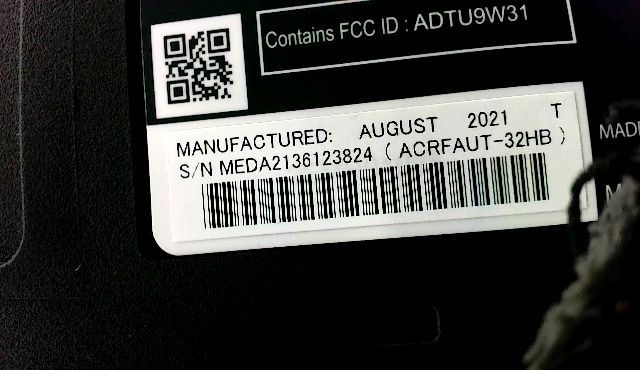 Contains FCC ID : ADTU9W31
MANUFACTURED: AUGUST 2021 T
S/N MEDA2136123824 ( ACRFAUT-32HB )